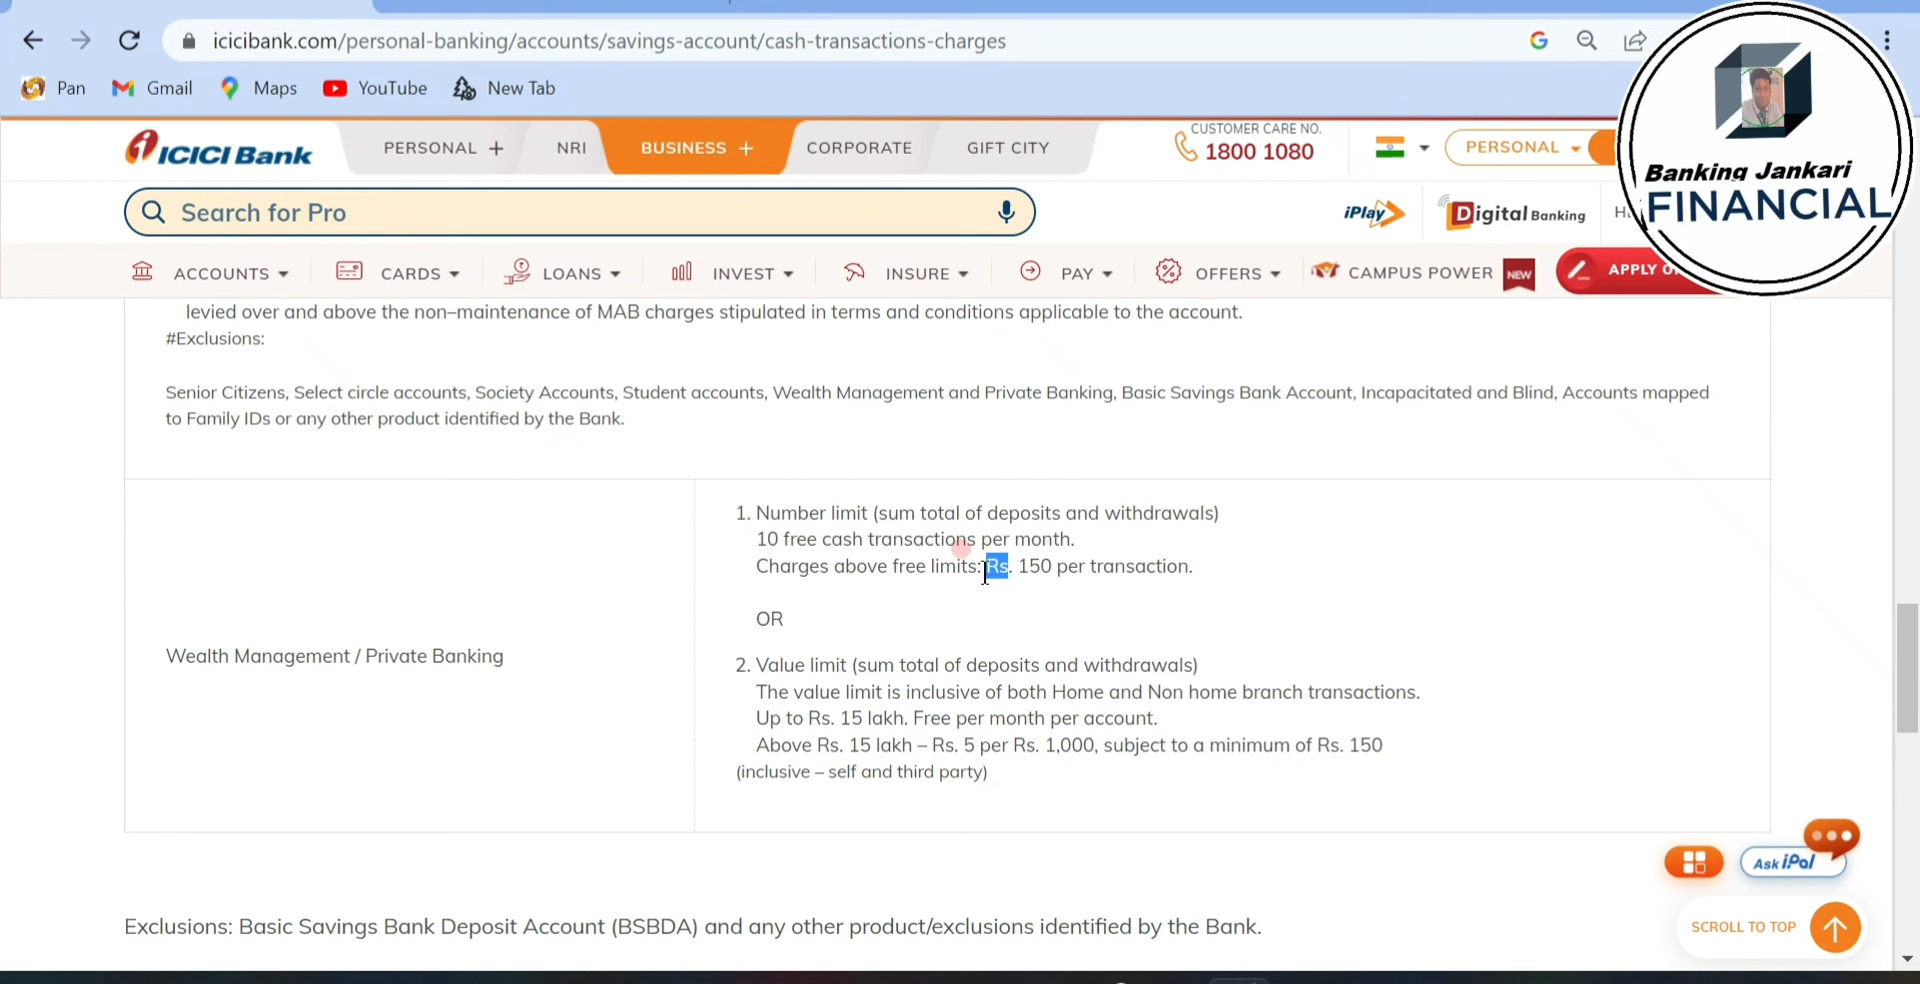 icicibank.com/personal-banking/accounts/savings-account/cash-transactions-charges
Pan
Gmail
Maps
YouTube
New Tab
ICICI Bank
PERSONAL +
NRI
BUSINESS +
CORPORATE
GIFT CITY
CUSTOMER CARE NO.
1800 1080
PERSONAL
Banking Jankari
FINANCIAL
Search for Pro
iPlay
Digital Banking
ACCOUNTS
CARDS
LOANS
INVEST
INSURE
PAY
OFFERS
CAMPUS POWER
NEW
APPLY
levied over and above the non–maintenance of MAB charges stipulated in terms and conditions applicable to the account.
#Exclusions:
Senior Citizens, Select circle accounts, Society Accounts, Student accounts, Wealth Management and Private Banking, Basic Savings Bank Account, Incapacitated and Blind, Accounts mapped
to Family IDs or any other product identified by the Bank.
Wealth Management / Private Banking
1. Number limit (sum total of deposits and withdrawals)
10 free cash transactions per month.
Charges above free limits: Rs. 150 per transaction.
OR
2. Value limit (sum total of deposits and withdrawals)
The value limit is inclusive of both Home and Non home branch transactions.
Up to Rs. 15 lakh. Free per month per account.
Above Rs. 15 lakh – Rs. 5 per Rs. 1,000, subject to a minimum of Rs. 150
(inclusive – self and third party)
Ask iPal
Exclusions: Basic Savings Bank Deposit Account (BSBDA) and any other product/exclusions identified by the Bank.
SCROLL TO TOP